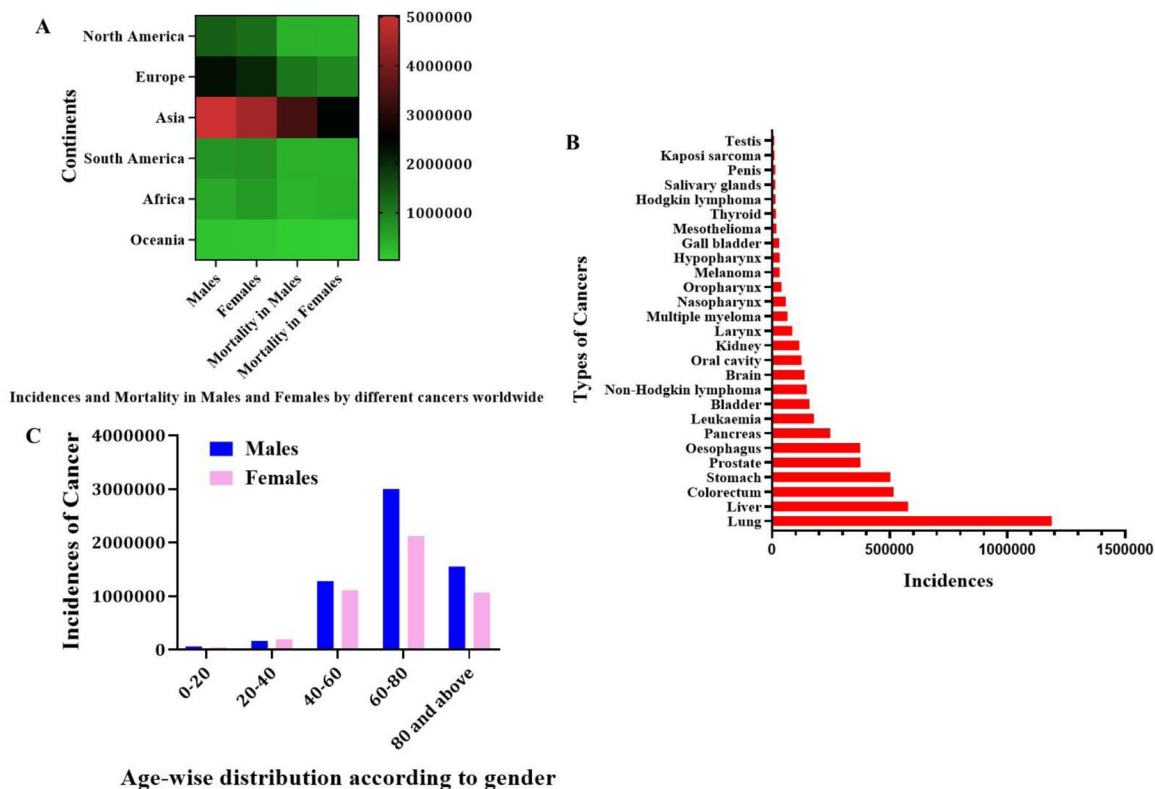 A
Continents
North America
Europe
Asia
South America
Africa
Oceania
Males
Females
Mortality in Males
Mortality in Females
5000000
4000000
3000000
2000000
1000000
Incidences and Mortality in Males and Females by different cancers worldwide
B
Types of Cancers
Testis
Kaposi sarcoma
Penis
Salivary glands
Hodgkin lymphoma
Thyroid
Mesothelioma
Gall bladder
Hypopharynx
Melanoma
Oropharynx
Nasopharynx
Multiple myeloma
Larynx
Kidney
Oral cavity
Brain
Non-Hodgkin lymphoma
Bladder
Leukaemia
Pancreas
Oesophagus
Prostate
Stomach
Colorectum
Liver
Lung
0
500000
1000000
1500000
Incidences
C
Incidences of Cancer
4000000
3000000
2000000
1000000
0
Males
Females
0-20
20-40
40-60
60-80
80 and above
Age-wise distribution according to gender